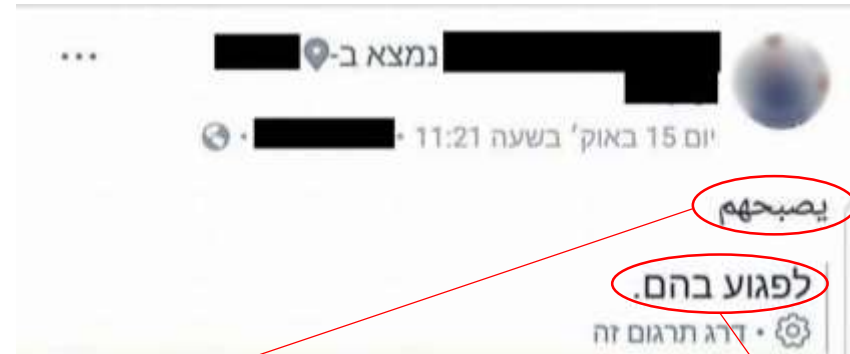 נמצא ב-
יום 15 באוק׳ בשעה 11:21 · ·
يصبحهم
לפגוע בהם.
· דרג תרגום זה